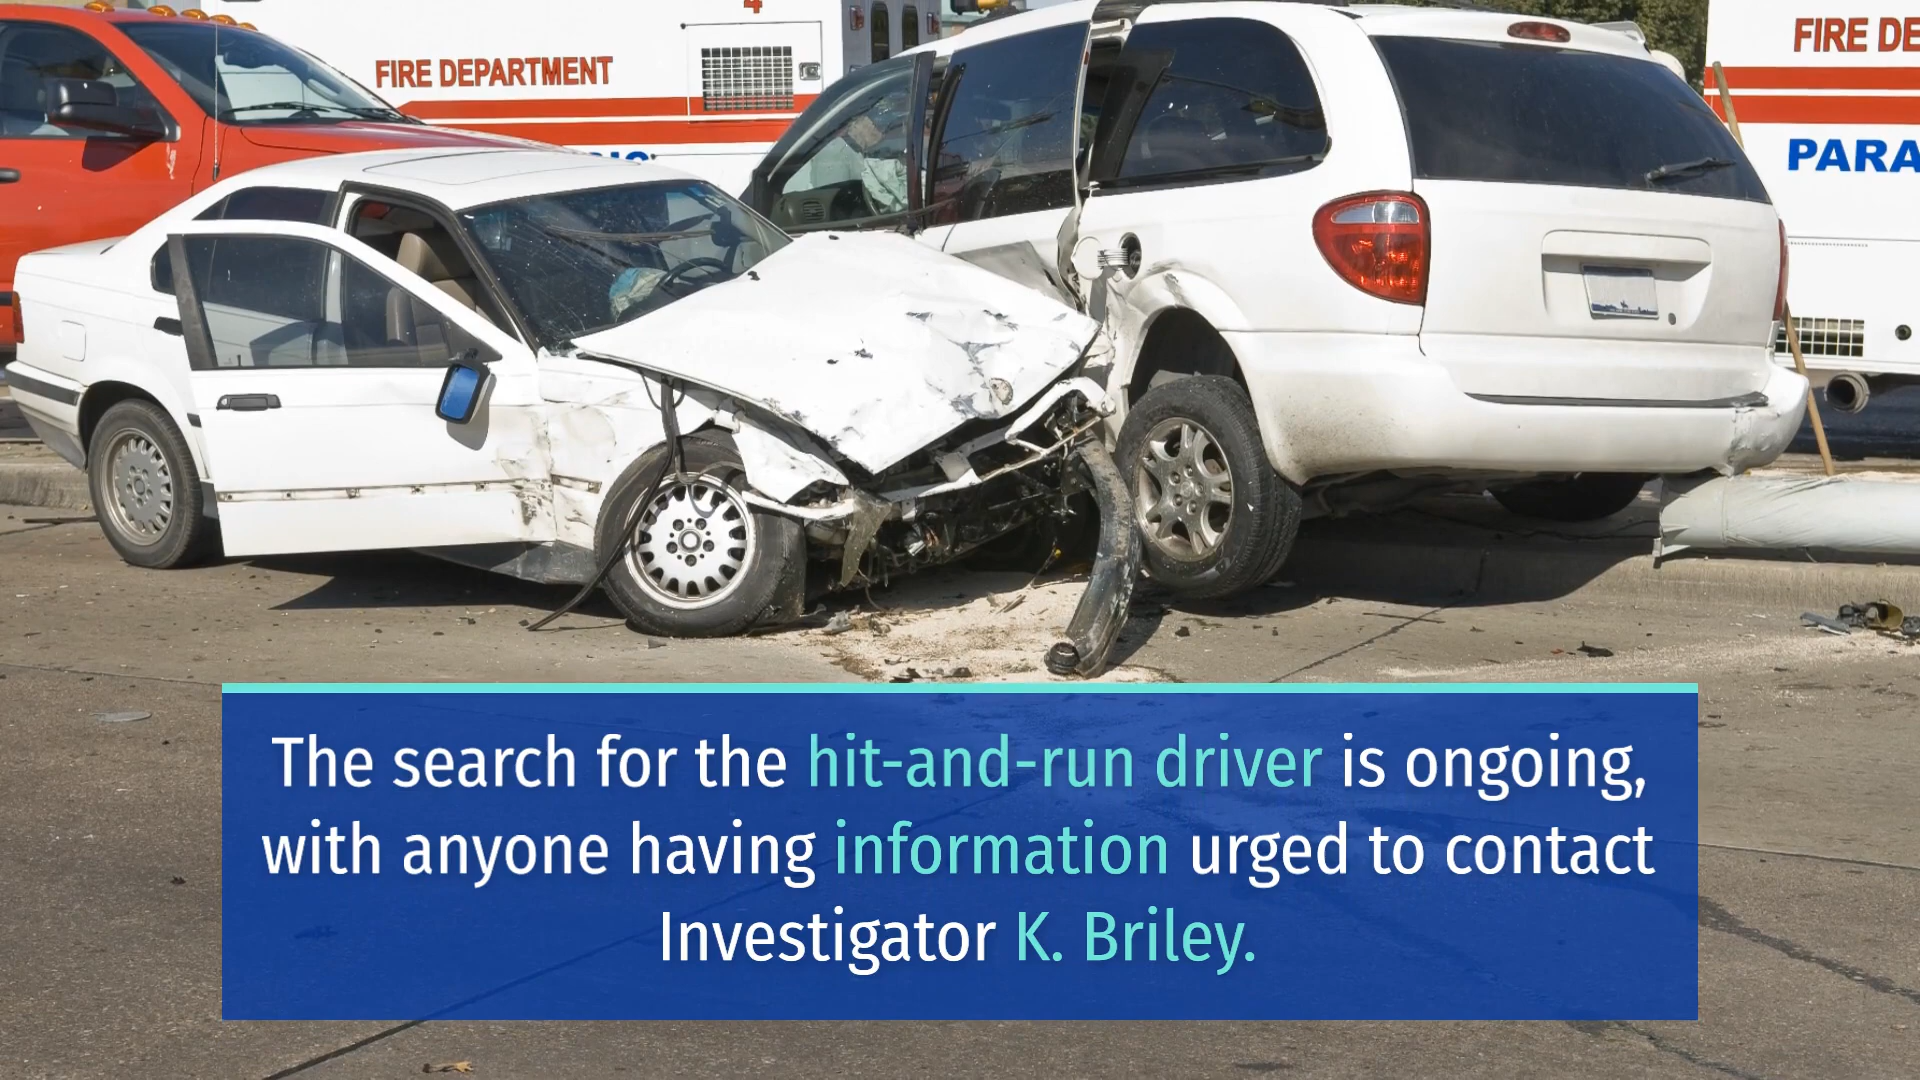 4
FIRE DEPARTMENT
FIRE DE
PARA
The search for the hit-and-run driver is ongoing,
with anyone having information urged to contact
Investigator K. Briley.